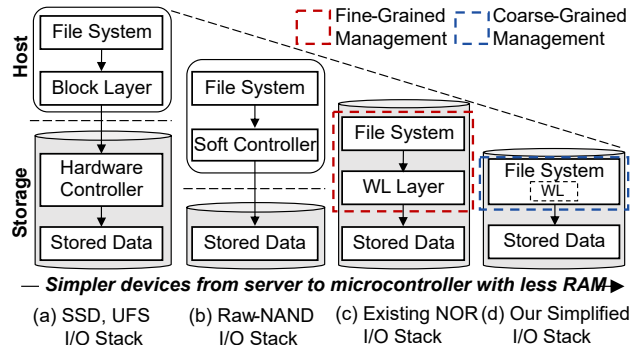 Fine-Grained
Management
Coarse-Grained
Management
Host
File System
Block Layer
File System
Soft Controller
File System
WL Layer
File System
WL
Storage
Hardware
Controller
Stored Data
Stored Data
Stored Data
Stored Data
Simpler devices from server to microcontroller with less RAM
(a) SSD, UFS
I/O Stack
(b) Raw-NAND
I/O Stack
(c) Existing NOR
I/O Stack
(d) Our Simplified
I/O Stack